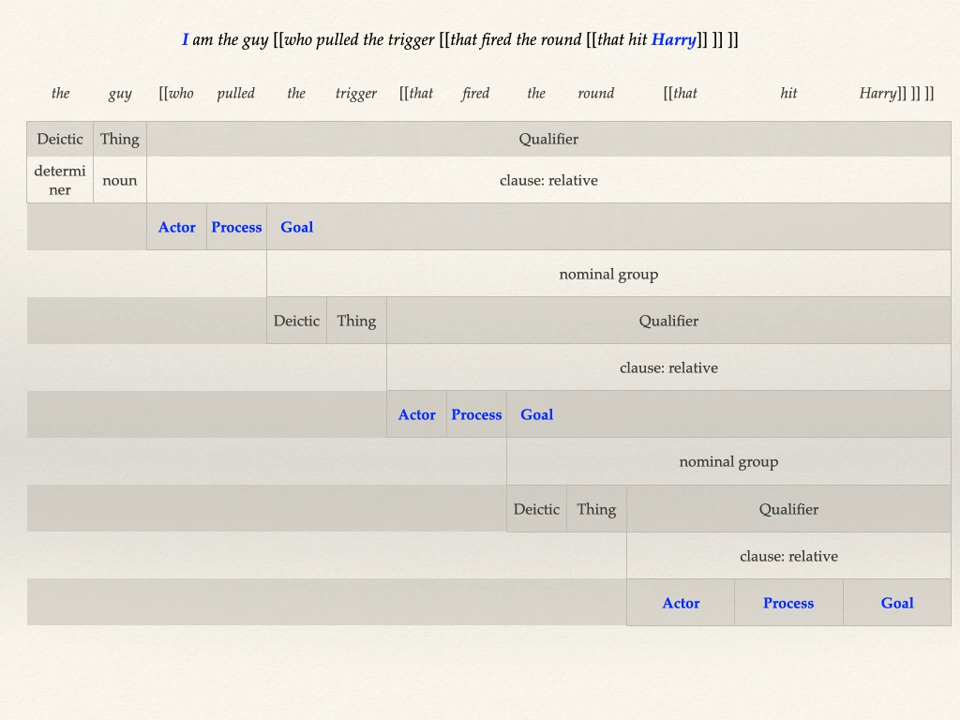 I am the guy [[who pulled the trigger [[that fired the round [[that hit Harry]] ]] ]]
the guy [[who pulled the trigger [[that fired the round [[that hit Harry]] ]] ]]
Deictic Thing Qualifier
determi
ner noun clause: relative
Actor Process Goal
nominal group
Deictic Thing Qualifier
clause: relative
Actor Process Goal
nominal group
Deictic Thing Qualifier
clause: relative
Actor Process Goal